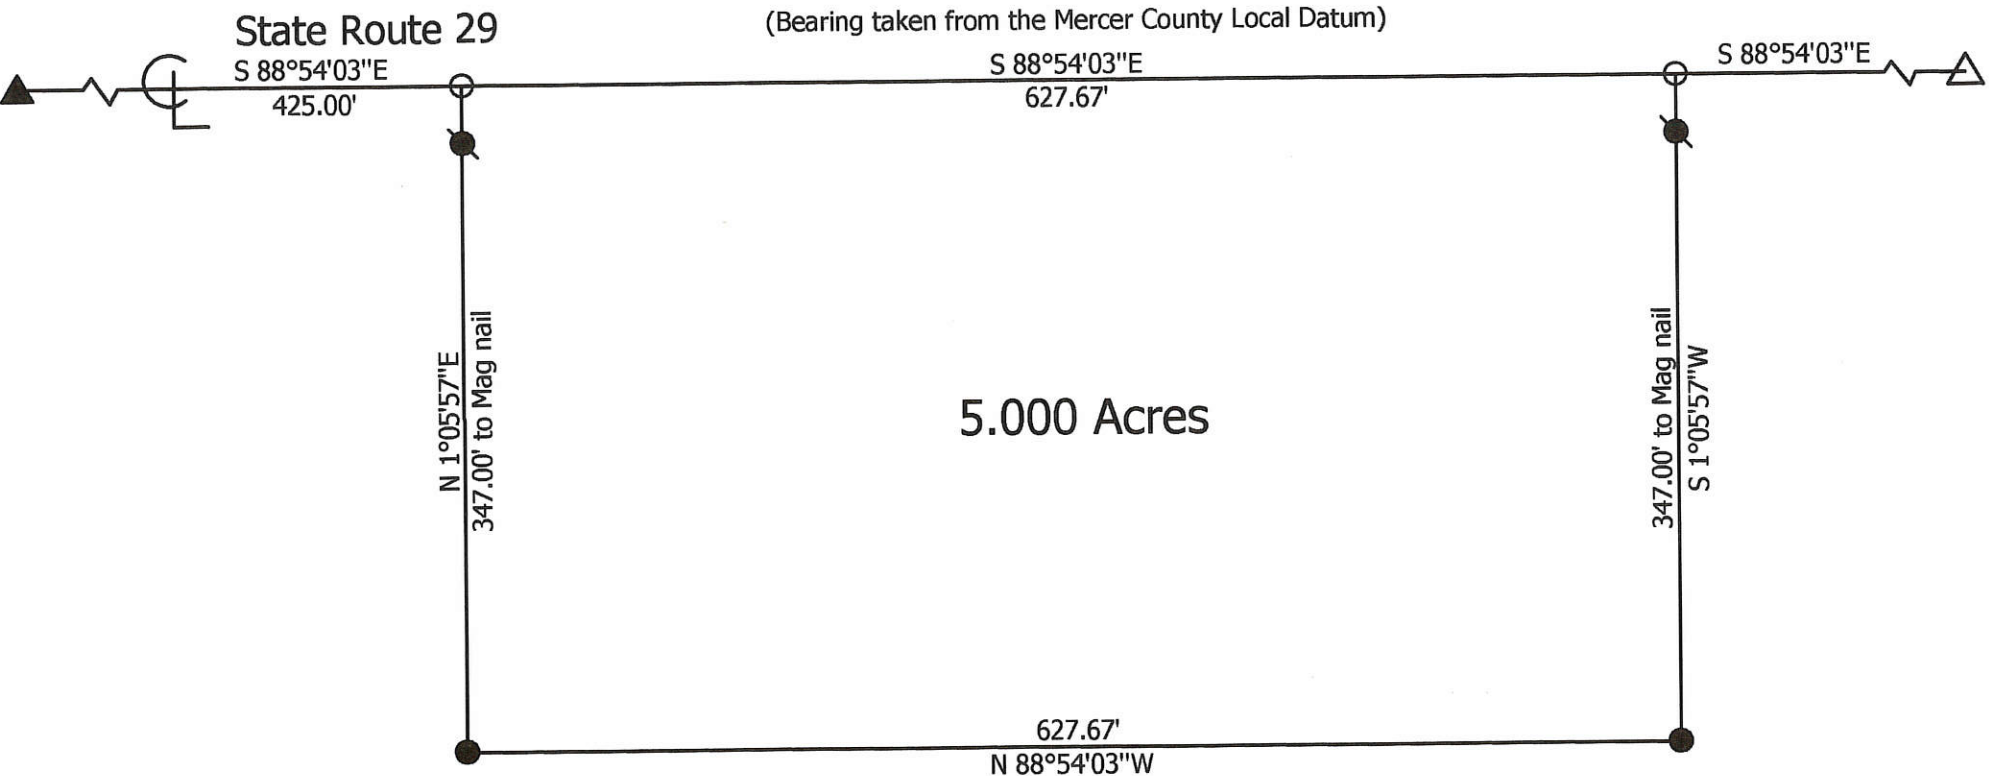 State Route 29
(Bearing taken from the Mercer County Local Datum)
S 88°54'03"E
425.00'
S 88°54'03"E
627.67'
S 88°54'03"E
N 1°05'57"E
347.00' to Mag nail
5.000 Acres
347.00' to Mag nail
S 1°05'57"W
627.67'
N 88°54'03"W